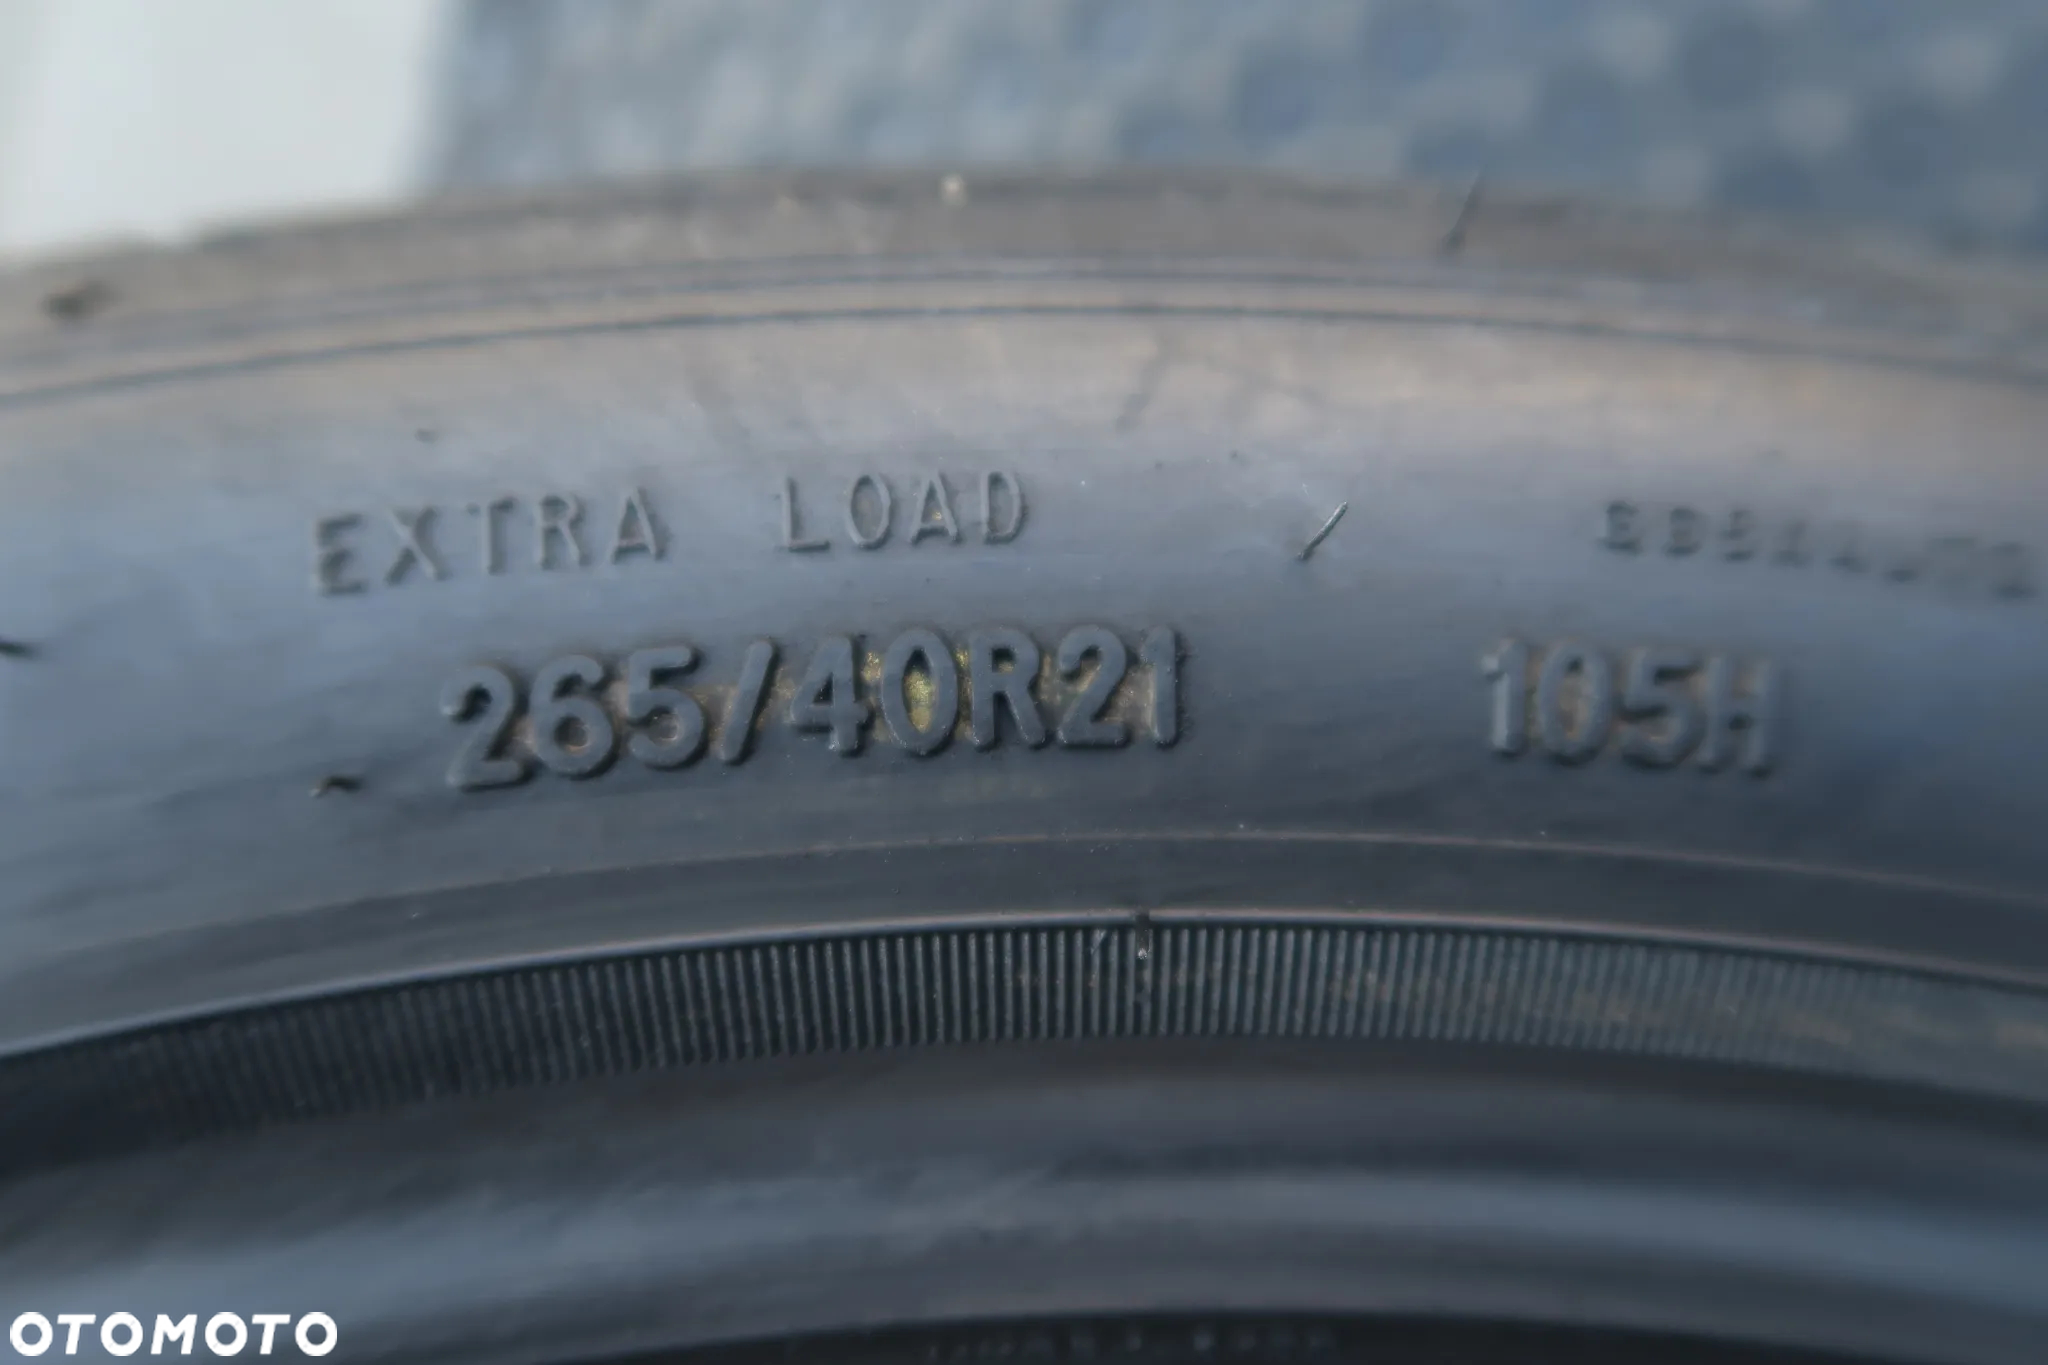 EXTRA LOAD
265/40R21 105H
OTOMOTO